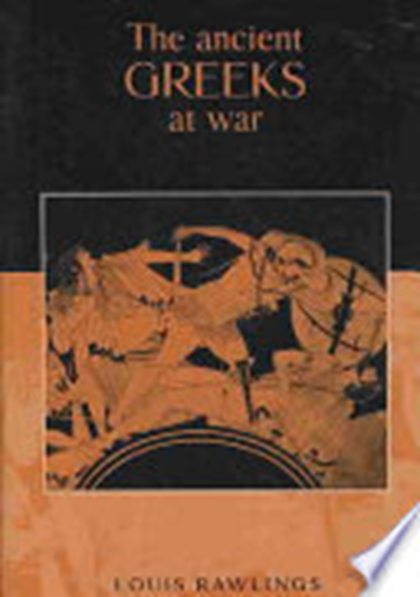 The ancient
GREEKS
at war
LOUIS RAWLINGS